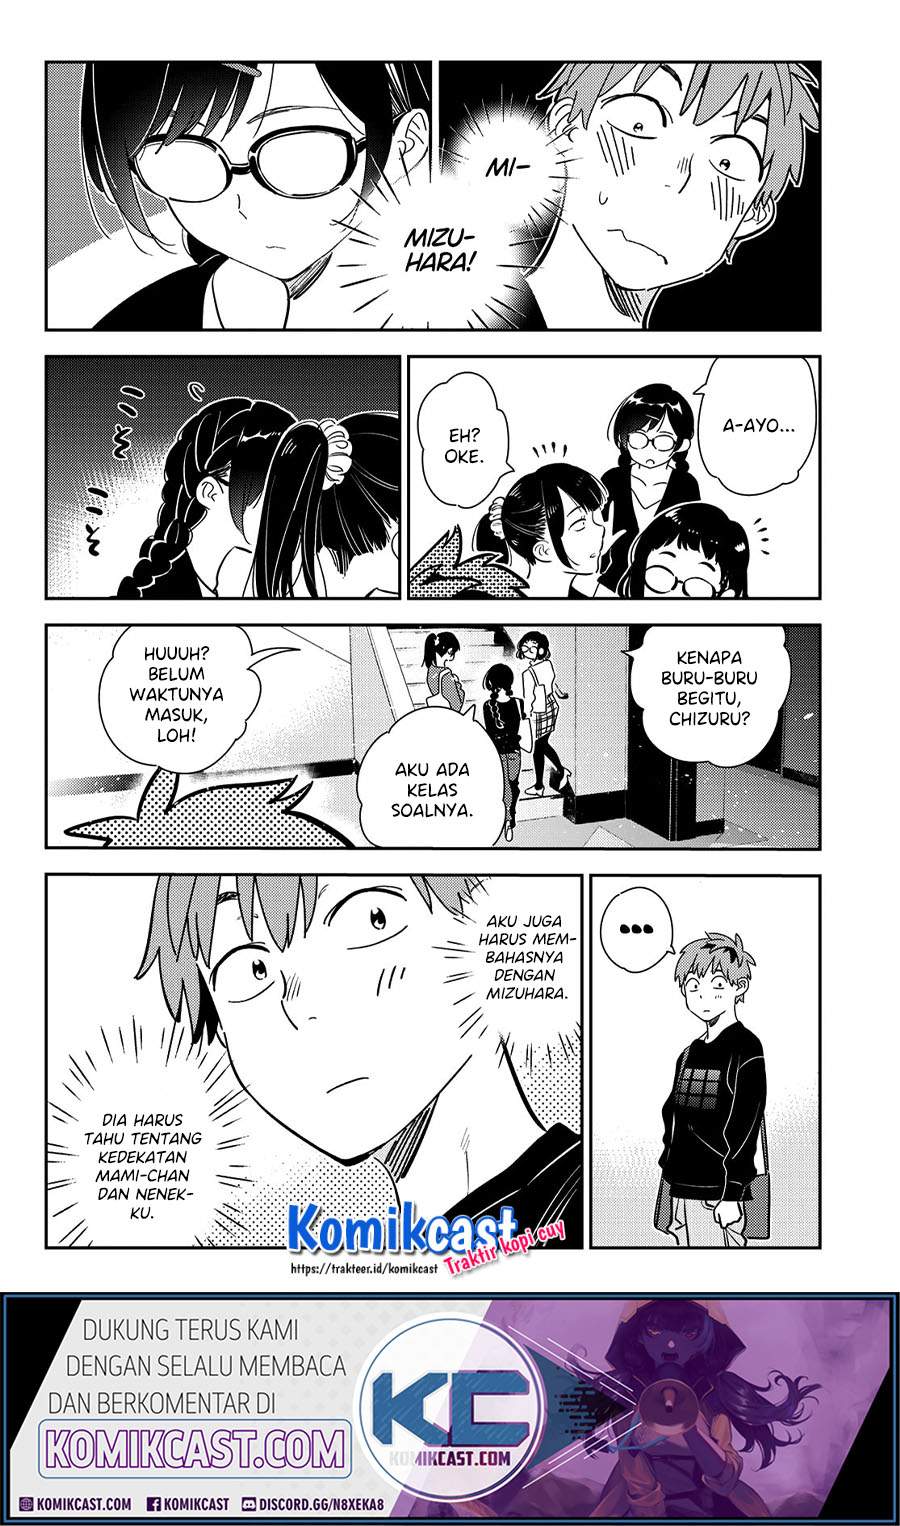 MI-
MIZU-
HARA!
A-AYO...
EH?
OKE.
KENAPA
BURU-BURU
BEGITU,
CHIZURU?
AKU ADA
KELAS
SOALNYA.
HUUUH?
BELUM
WAKTUNYA
MASUK,
LOH!
...
AKU JUGA
HARUS MEM-
BAHASNYA
DENGAN
MIZUHARA.
DIA HARUS
TAHU TENTANG
KEDEKATAN
MAMI-CHAN
DAN NENEK-
KU.
Komikcast
Traktir kopi cuy
https://trakteer.id/komikcast
DUKUNG TERUS KAMI
DENGAN SELALU MEMBACA
DAN BERKOMENTAR DI
KOMIKCAST.COM
KC
KOMIKCAST.COM
KOMIKCAST.COM KOMIKCAST DISCORD.GG/N8XEKA8